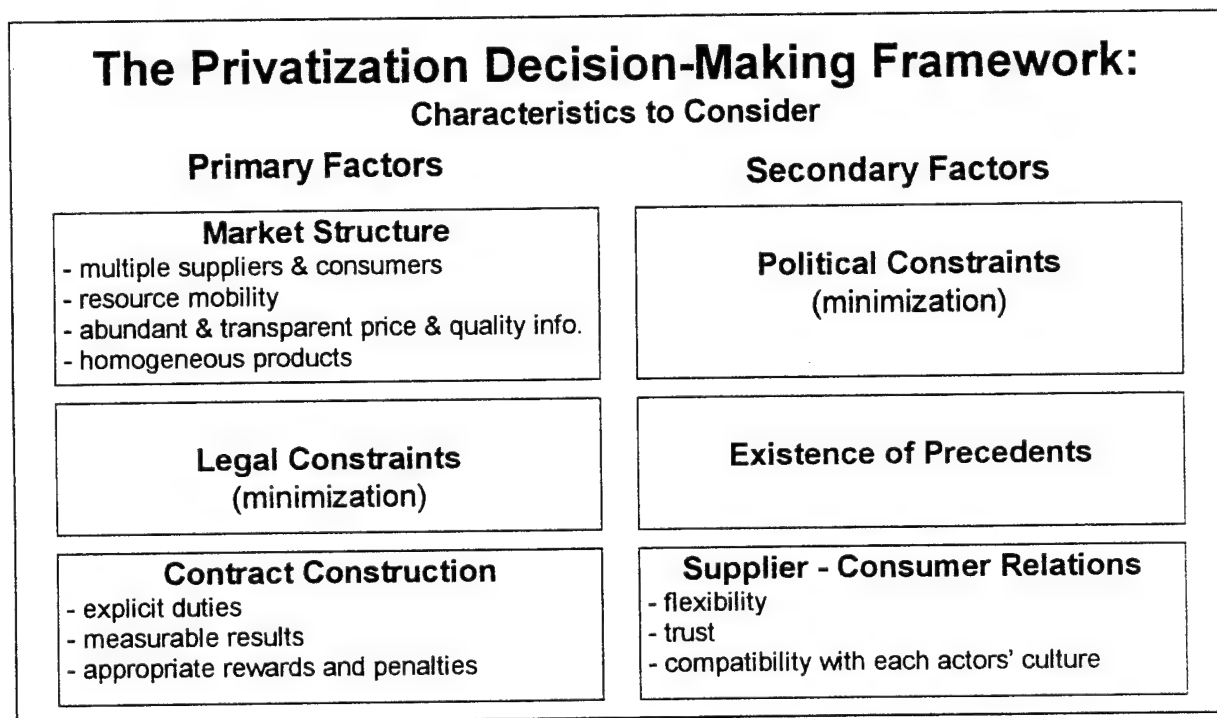 The Privatization Decision-Making Framework:
Characteristics to Consider
Primary Factors
Market Structure
- multiple suppliers & consumers
- resource mobility
- abundant & transparent price & quality info.
- homogeneous products
Legal Constraints
(minimization)
Contract Construction
- explicit duties
- measurable results
- appropriate rewards and penalties
Secondary Factors
Political Constraints
(minimization)
Existence of Precedents
Supplier - Consumer Relations
- flexibility
- trust
- compatibility with each actors' culture